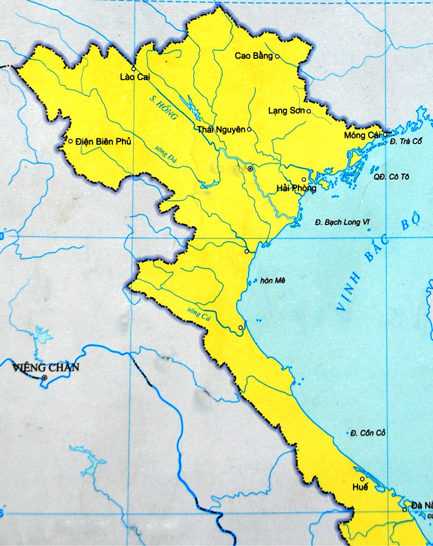 Cao Bằng
Lào Cai
S. HỒNG
Lạng Sơn
Thái Nguyên
Móng Cái
Đ. Trà Cổ
Điện Biên Phủ
sông Đà
QĐ. Cô Tô
Hải Phòng
Đ. Bạch Long Vĩ
VỊNH BẮC BỘ
hòn Mê
sông Cả
VIÊNG CHĂN
Đ. Cồn Cỏ
Huế